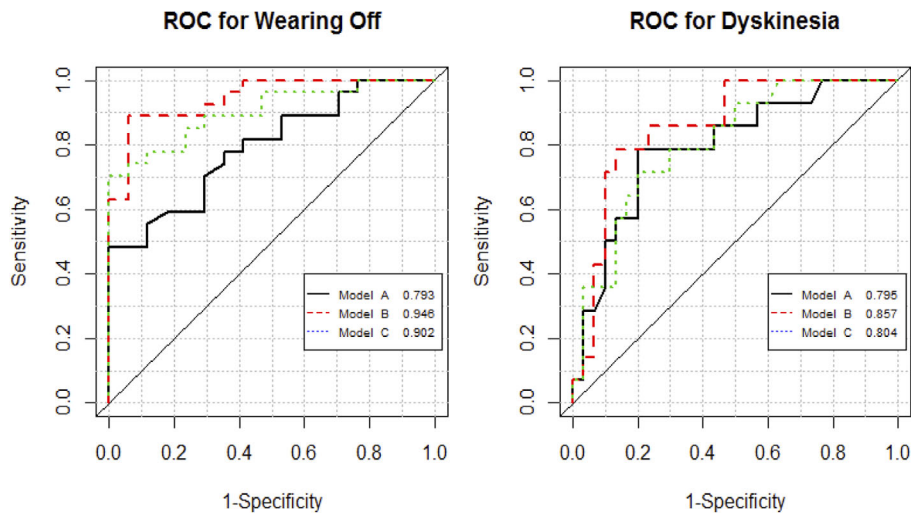 ROC for Wearing Off
Sensitivity
0.0 0.2 0.4 0.6 0.8 1.0
Model A 0.793
Model B 0.946
Model C 0.902
0.0 0.2 0.4 0.6 0.8 1.0
1-Specificity
ROC for Dyskinesia
Sensitivity
0.0 0.2 0.4 0.6 0.8 1.0
Model A 0.795
Model B 0.857
Model C 0.804
0.0 0.2 0.4 0.6 0.8 1.0
1-Specificity